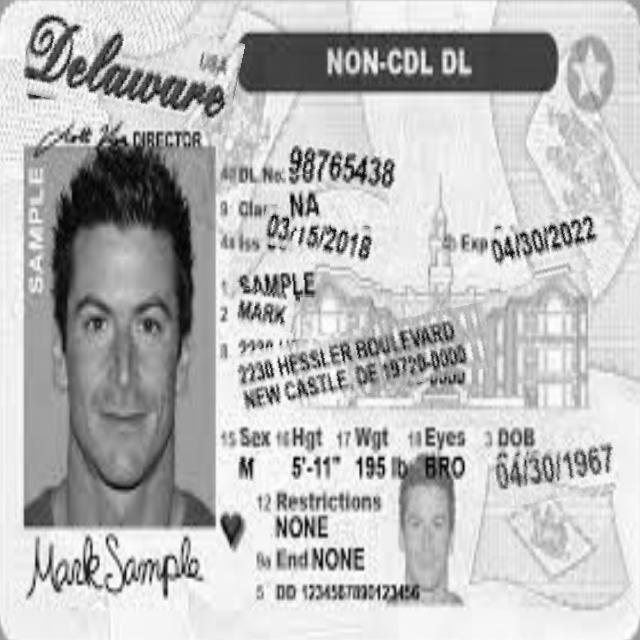 Delaware USA NON-CDL DL
DIRECTOR
SAMPLE
4d DL No. 98765438
9 Clas NA
4a Iss 03/15/2018 4b Exp 04/30/2022
1 SAMPLE
2 MARK
8 2230 HESSLER BOULEVARD
NEW CASTLE, DE 19720-0000
15 Sex 16 Hgt 17 Wgt 18 Eyes 3 DOB
M 5'-11" 195 lb BRO 04/30/1967
12 Restrictions
NONE
9a End NONE
5 DD 1234567890123456
Mark Sample